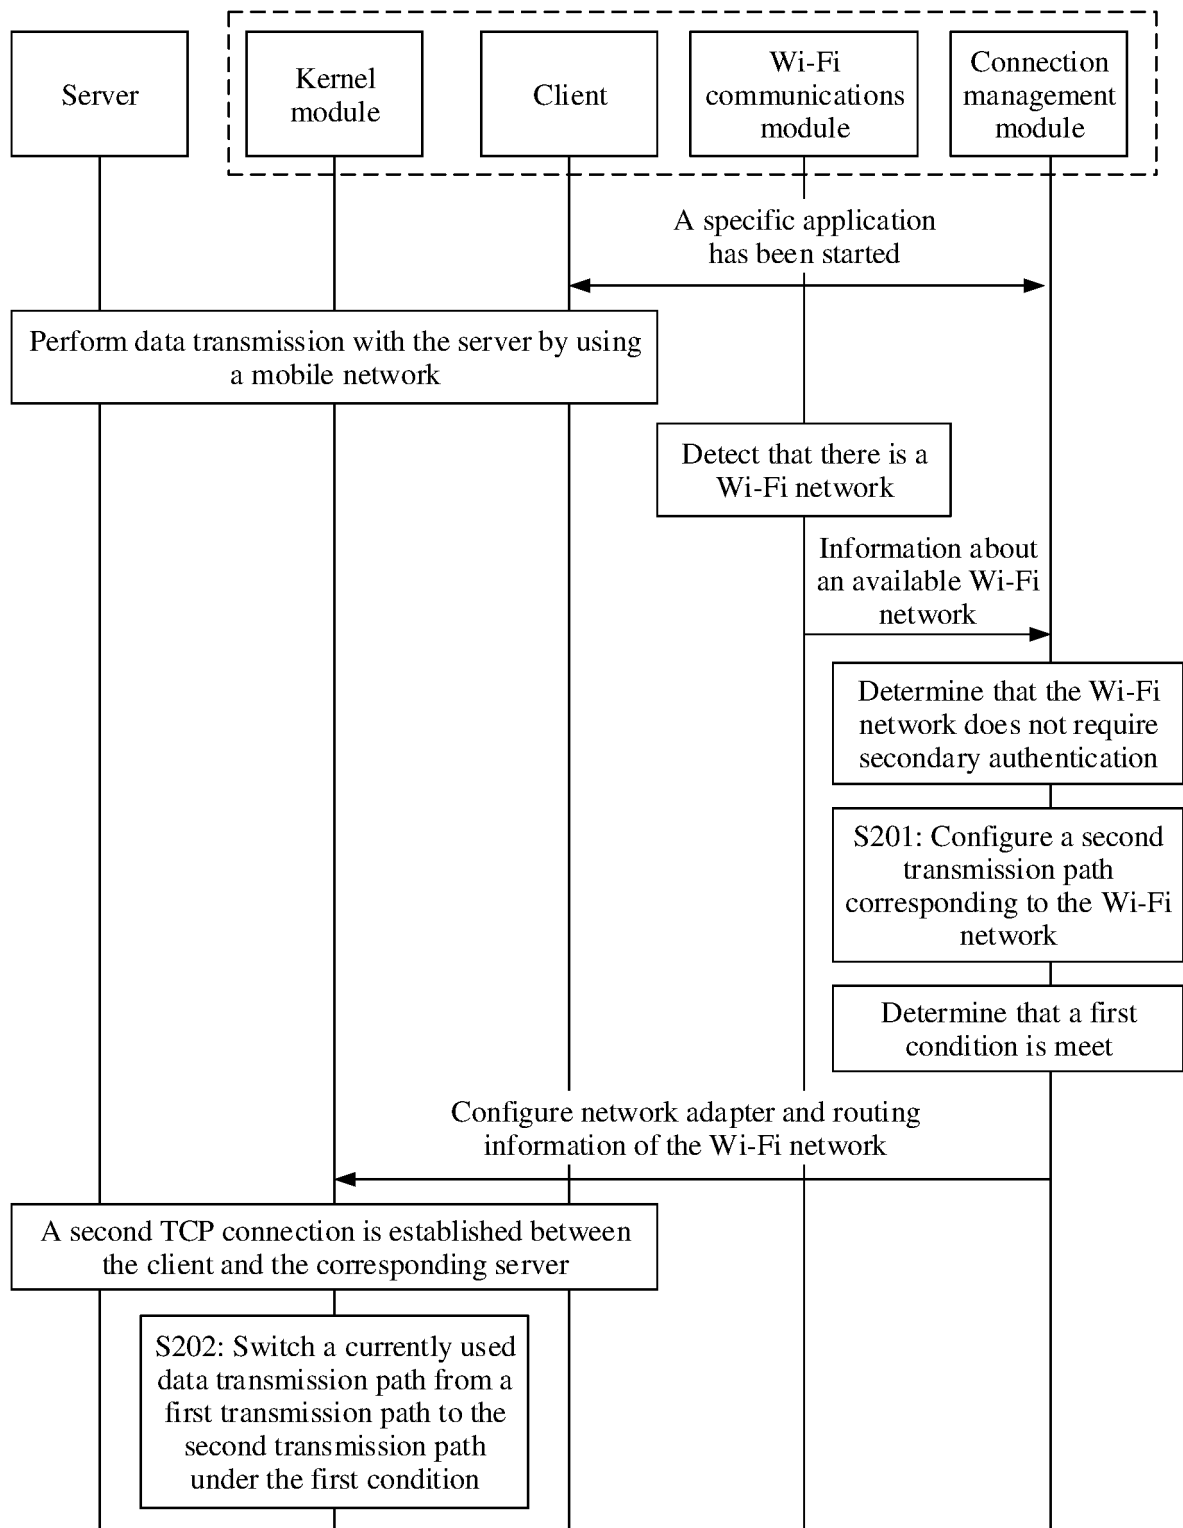 Server
Kernel
module
Client
Wi-Fi
communications
module
Connection
management
module
A specific application
has been started
Perform data transmission with the server by using
a mobile network
Detect that there is a
Wi-Fi network
Information about
an available Wi-Fi
network
Determine that the Wi-Fi
network does not require
secondary authentication
S201: Configure a second
transmission path
corresponding to the Wi-Fi
network
Determine that a first
condition is meet
Configure network adapter and routing
information of the Wi-Fi network
A second TCP connection is established between
the client and the corresponding server
S202: Switch a currently used
data transmission path from a
first transmission path to the
second transmission path
under the first condition